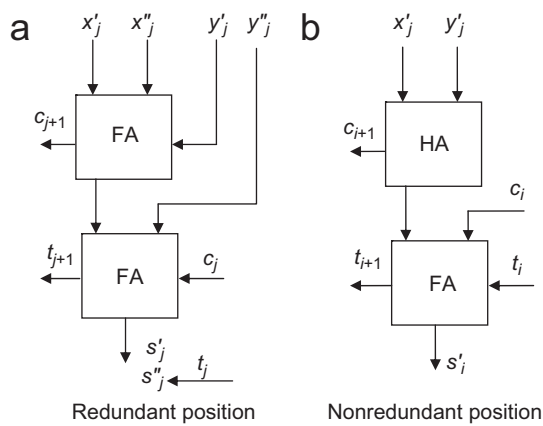 a
x′j x″j y′j y″j
cj+1
FA
tj+1
FA
cj
s′j
s″j
tj
Redundant position
b
x′j y′j
ci+1
HA
ci
ti+1
FA
ti
s′i
Nonredundant position